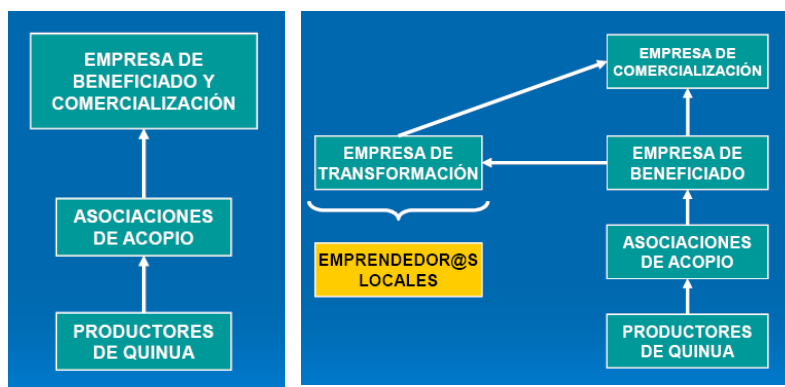 EMPRESA DE
BENEFICIADO Y
COMERCIALIZACIÓN
ASOCIACIONES
DE ACOPIO
PRODUCTORES
DE QUINUA
EMPRESA DE
COMERCIALIZACIÓN
EMPRESA DE
TRANSFORMACIÓN
EMPRESA DE
BENEFICIADO
EMPRENDEDOR@S
LOCALES
ASOCIACIONES
DE ACOPIO
PRODUCTORES
DE QUINUA